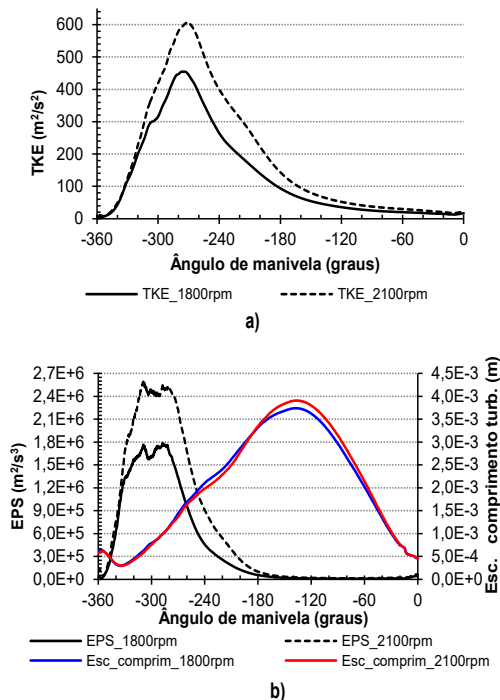 600
500
400
300
200
100
0
TKE (m²/s²)
-360 -300 -240 -180 -120 -60 0
Ângulo de manivela (graus)
TKE_1800rpm TKE_2100rpm
a)
2,7E+6 4,5E-3
2,4E+6 4,0E-3
2,1E+6 3,5E-3
1,8E+6 3,0E-3
1,5E+6 2,5E-3
1,2E+6 2,0E-3
9,0E+5 1,5E-3
6,0E+5 1,0E-3
3,0E+5 5,0E-4
0,0E+0 0,0E+0
EPS (m²/s³)
Esc. comprimento turb. (m)
-360 -300 -240 -180 -120 -60 0
Ângulo de manivela (graus)
EPS_1800rpm EPS_2100rpm
Esc_comprim_1800rpm Esc_comprim_2100rpm
b)